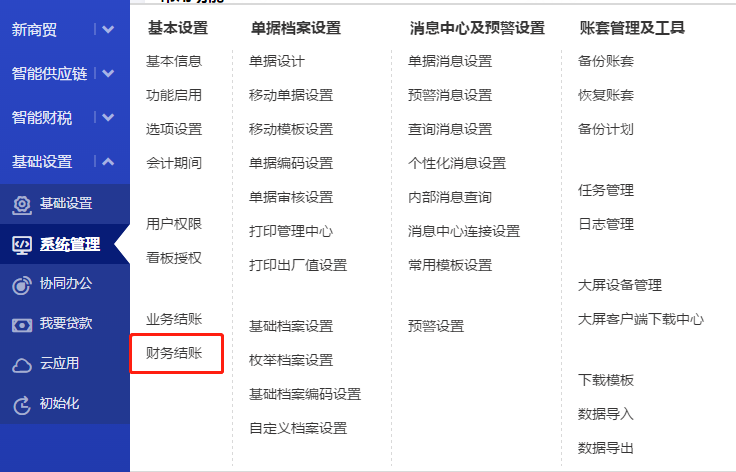 新商贸
智能供应链
智能财税
基础设置
基础设置
系统管理
协同办公
我要贷款
云应用
初始化
基本设置
基本信息
功能启用
选项设置
会计期间
用户权限
看板授权
业务结账
财务结账
单据档案设置
单据设计
移动单据设置
移动模板设置
单据编码设置
单据审核设置
打印管理中心
打印出厂值设置
基础档案设置
枚举档案设置
基础档案编码设置
自定义档案设置
消息中心及预警设置
单据消息设置
预警消息设置
查询消息设置
个性化消息设置
内部消息查询
消息中心连接设置
常用模板设置
预警设置
账套管理及工具
备份账套
恢复账套
备份计划
任务管理
日志管理
大屏设备管理
大屏客户端下载中心
下载模板
数据导入
数据导出